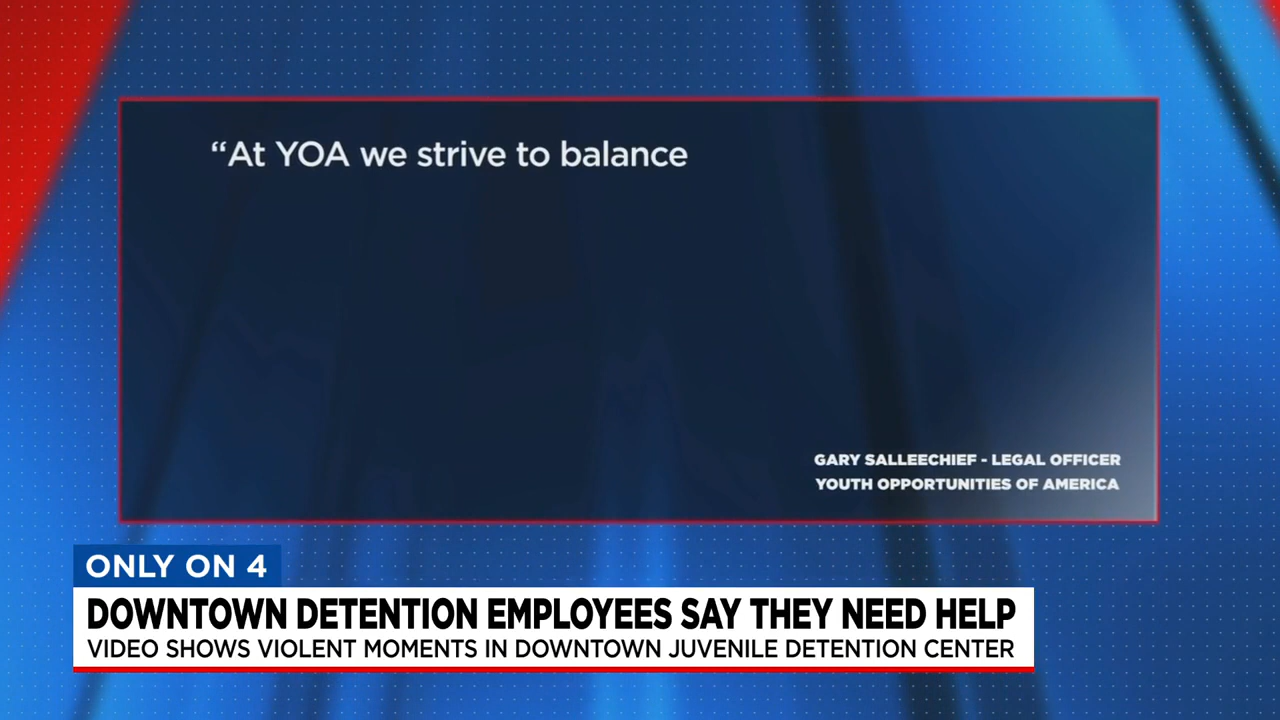 “At YOA we strive to balance
GARY SALLEECHIEF - LEGAL OFFICER
YOUTH OPPORTUNITIES OF AMERICA
ONLY ON 4
DOWNTOWN DETENTION EMPLOYEES SAY THEY NEED HELP
VIDEO SHOWS VIOLENT MOMENTS IN DOWNTOWN JUVENILE DETENTION CENTER